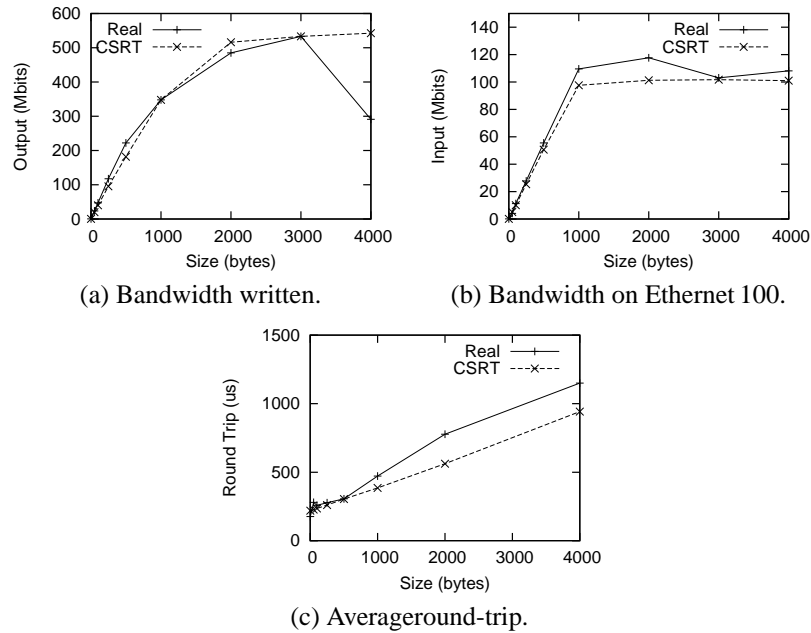 600
500
400
300
200
100
0
Output (Mbits)
Real
CSRT
0 1000 2000 3000 4000
Size (bytes)
(a) Bandwidth written.
140
120
100
80
60
40
20
0
Input (Mbits)
Real
CSRT
0 1000 2000 3000 4000
Size (bytes)
(b) Bandwidth on Ethernet 100.
1500
1000
500
0
Round Trip (us)
Real
CSRT
0 1000 2000 3000 4000
Size (bytes)
(c) Averageround-trip.